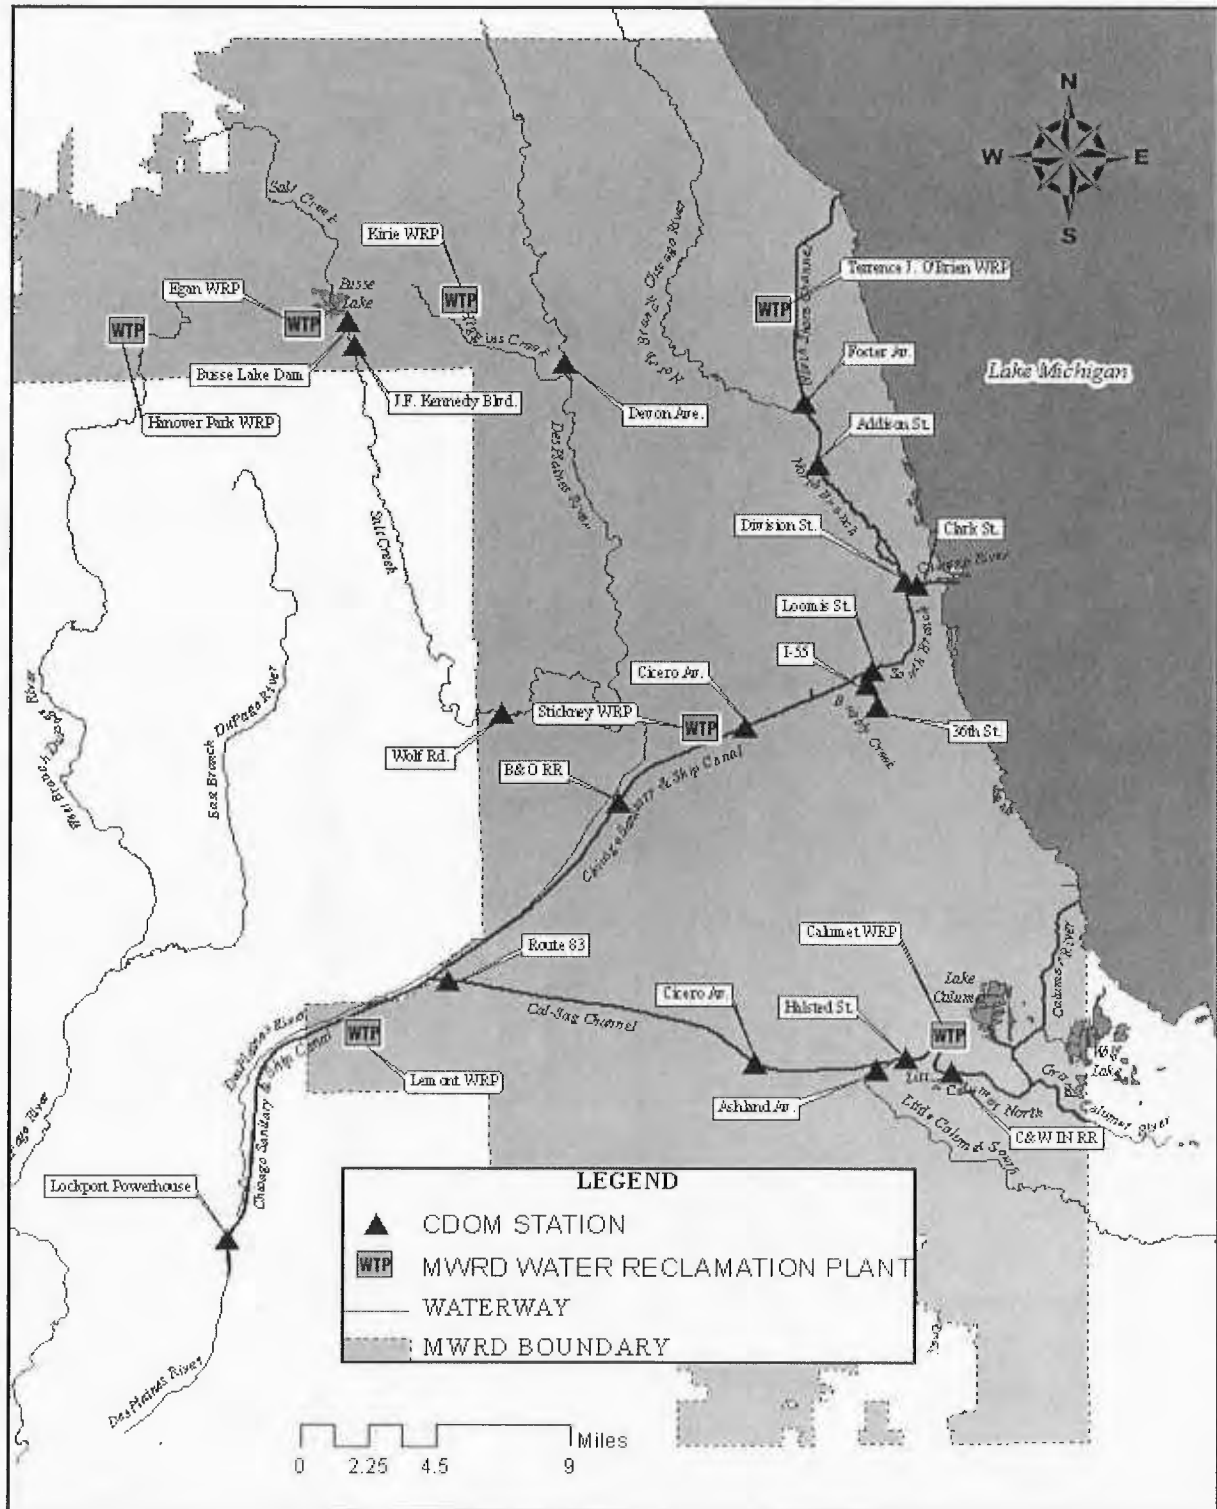 N
W E
S
Salt Creek
Kirie WRP
North Branch Chicago River
North Shore Channel
Terrence J. O'Brien WRP
Egan WRP
Busse
Lake
WTP
WTP
WTP
WTP
Creek
Foster Av.
Lake Michigan
Busse Lake Dam
J.F. Kennedy Blvd.
Devon Ave.
Hanover Park WRP
Addison St.
Des Plaines River
North Branch
Salt Creek
Division St.
Clark St.
Chicago River
Loomis St.
South Branch
I-55
Cicero Av.
Stickney WRP
WTP
Bubbly Creek
36th St.
Wolf Rd.
B&O RR
West Branch DuPage River
East Branch DuPage River
Chicago Sanitary & Ship Canal
Route 83
Calumet WRP
Calumet River
Lake
Calumet
Cicero Av.
Halsted St.
Cal-Sag Channel
WTP
WTP
Wolf
Lake
Des Plaines River
Chicago Sanitary & Ship Canal
Lemont WRP
Ashland Av.
Calumet North
Little Calumet South
Calumet River
C&W IN RR
Lockport Powerhouse
LEGEND
CDOM STATION
WTP MWRD WATER RECLAMATION PLANT
WATERWAY
MWRD BOUNDARY
Des Plaines River
Miles
0 2.25 4.5 9